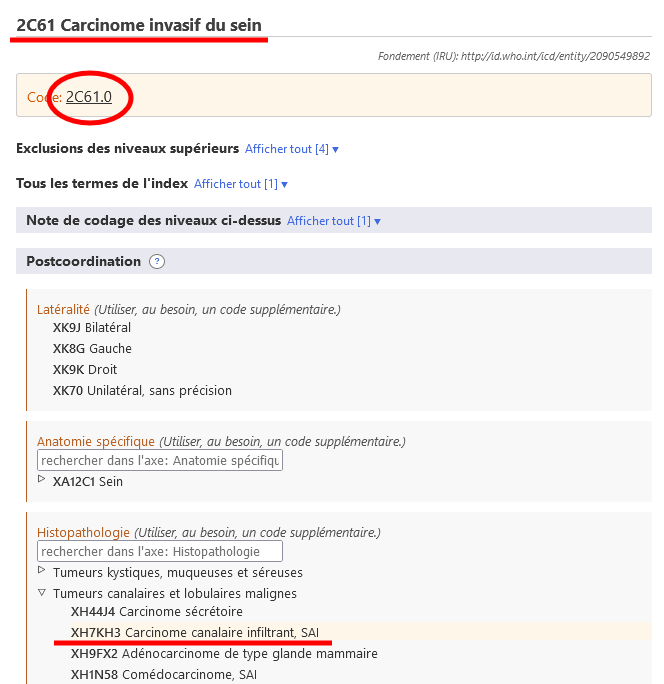 2C61 Carcinome invasif du sein
Fondement (IRU): http://id.who.int/icd/entity/2090549892
Code: 2C61.0
Exclusions des niveaux supérieurs Afficher tout [4] ▾
Tous les termes de l'index Afficher tout [1] ▾
Note de codage des niveaux ci-dessus Afficher tout [1] ▾
Postcoordination ?
Latéralité (Utiliser, au besoin, un code supplémentaire.)
XK9J Bilatéral
XK8G Gauche
XK9K Droit
XK70 Unilatéral, sans précision
Anatomie spécifique (Utiliser, au besoin, un code supplémentaire.)
rechercher dans l'axe: Anatomie spécifiqu
▷ XA12C1 Sein
Histopathologie (Utiliser, au besoin, un code supplémentaire.)
rechercher dans l'axe: Histopathologie
▷ Tumeurs kystiques, muqueuses et séreuses
▽ Tumeurs canalaires et lobulaires malignes
XH44J4 Carcinome sécrétoire
XH7KH3 Carcinome canalaire infiltrant, SAI
XH9FX2 Adénocarcinome de type glande mammaire
XH1N58 Comédocarcinome, SAI